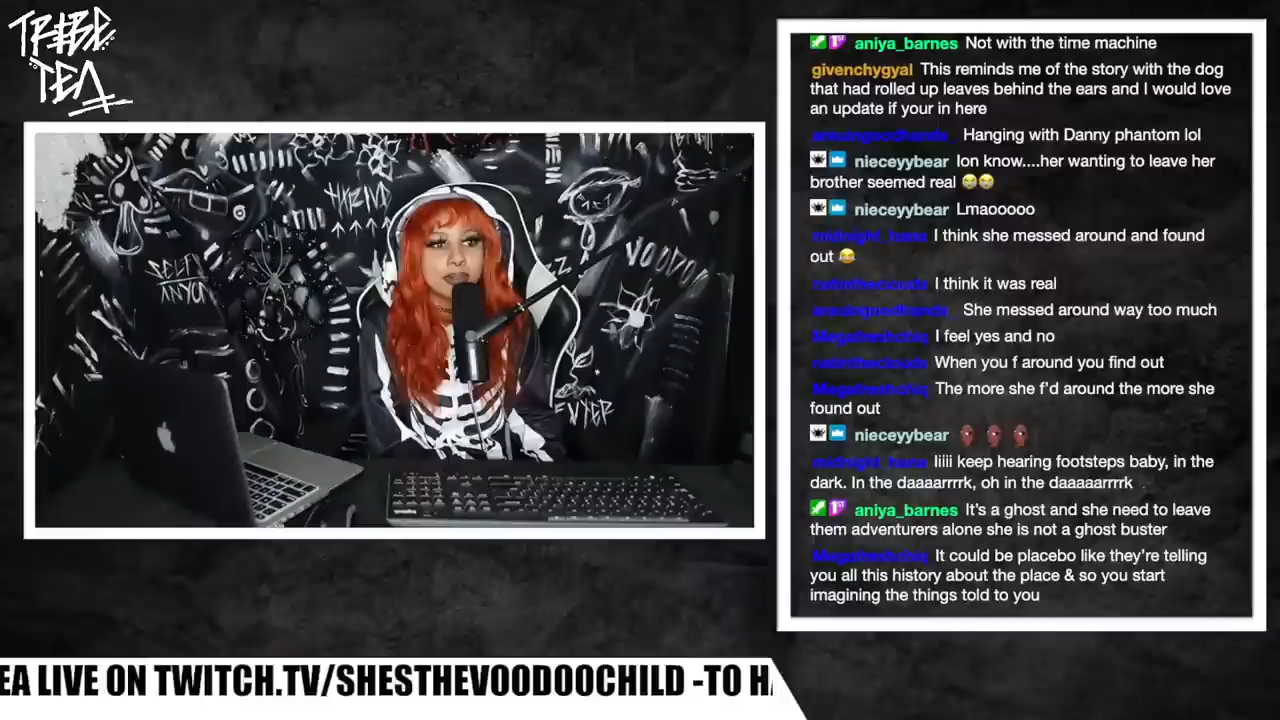 TRIBE
TEA
aniya_barnes Not with the time machine
givenchygyal This reminds me of the story with the dog
that had rolled up leaves behind the ears and I would love
an update if your in here
Hanging with Danny phantom lol
nieceyybear Ion know....her wanting to leave her
brother seemed real 😂😂
nieceyybear Lmaooooo
I think she messed around and found
out 😂
I think it was real
She messed around way too much
I feel yes and no
When you f around you find out
The more she f'd around the more she
found out
nieceyybear
Iiiii keep hearing footsteps baby, in the
dark. In the daaaarrrrk, oh in the daaaaarrrrk
aniya_barnes It's a ghost and she need to leave
them adventurers alone she is not a ghost buster
It could be placebo like they're telling
you all this history about the place & so you start
imagining the things told to you
VOODOO
EA LIVE ON TWITCH.TV/SHESTHEVOODOOCHILD -TO HA